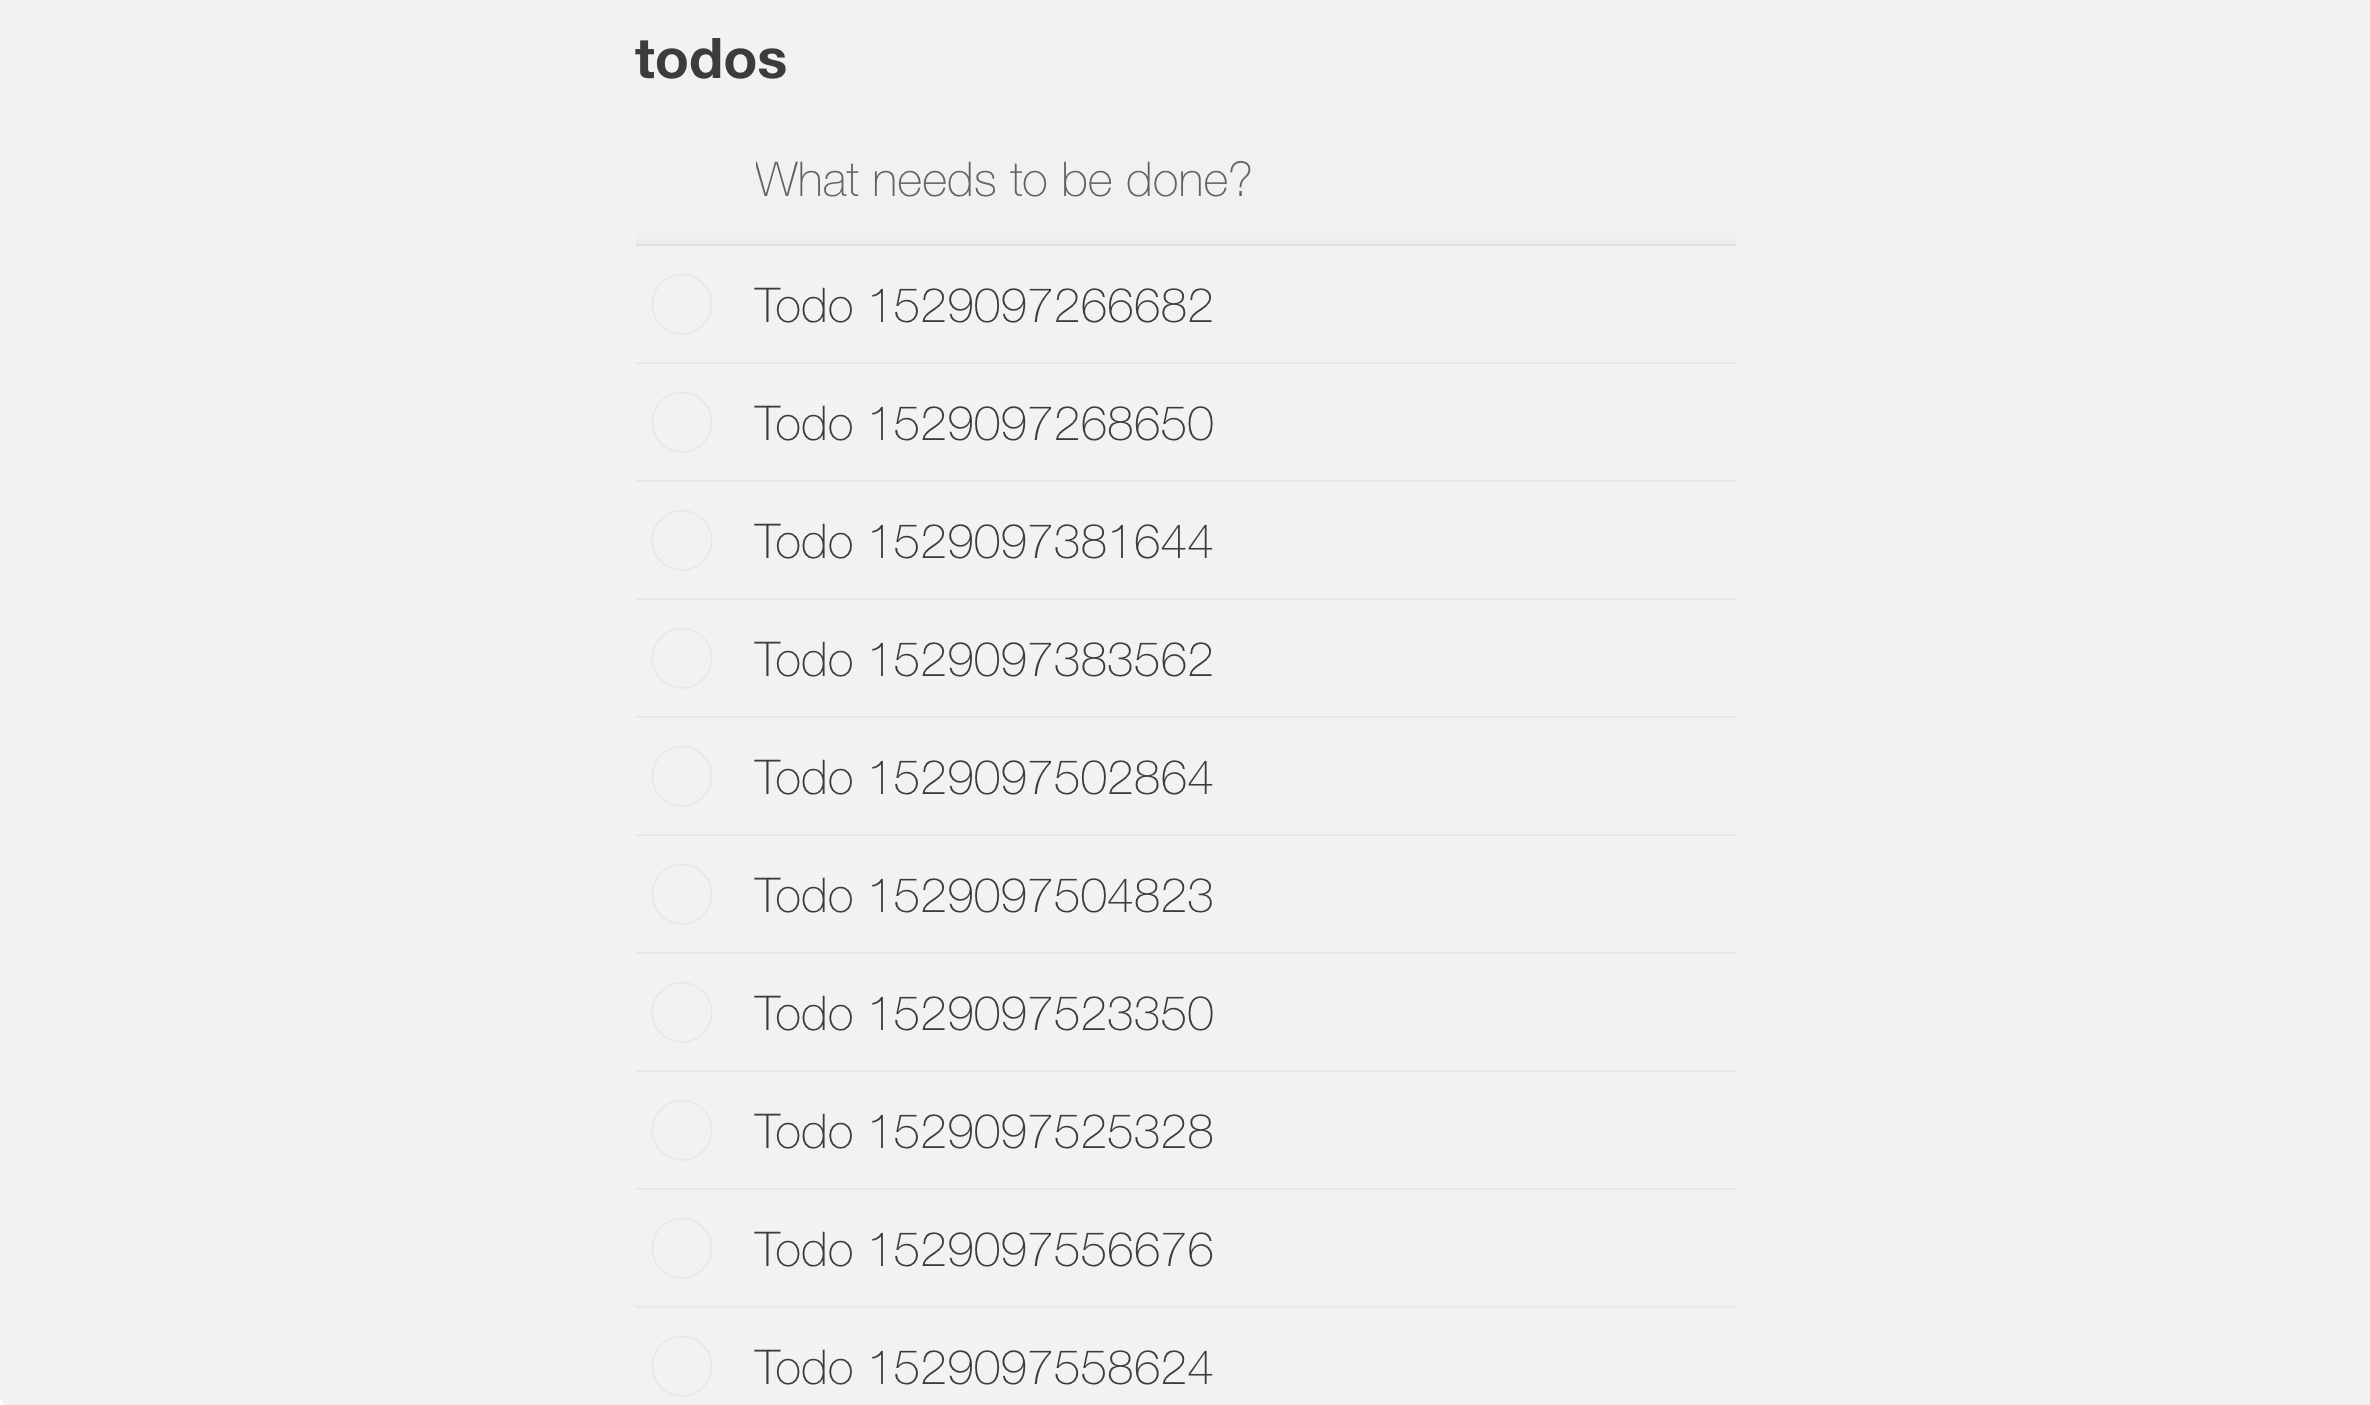 todos
What needs to be done?
Todo 1529097266682
Todo 1529097268650
Todo 1529097381644
Todo 1529097383562
Todo 1529097502864
Todo 1529097504823
Todo 1529097523350
Todo 1529097525328
Todo 1529097556676
Todo 1529097558624